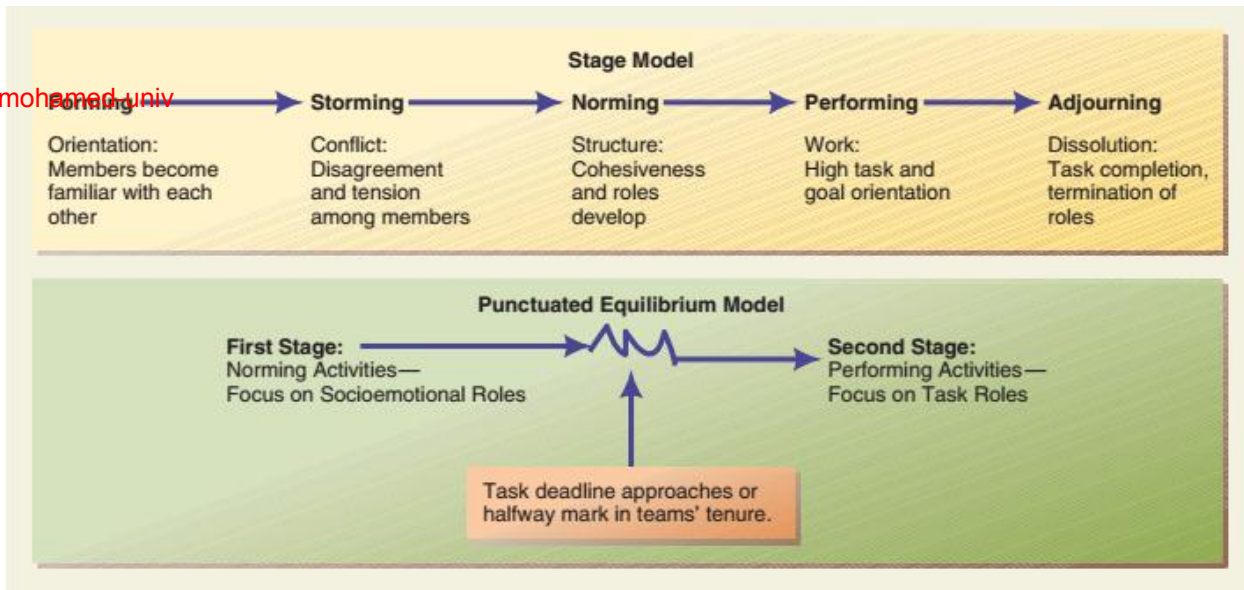 Stage Model
mohamed-univ
Forming
Storming
Norming
Performing
Adjourning
Orientation:
Members become
familiar with each
other
Conflict:
Disagreement
and tension
among members
Structure:
Cohesiveness
and roles
develop
Work:
High task and
goal orientation
Dissolution:
Task completion,
termination of
roles
Punctuated Equilibrium Model
First Stage:
Norming Activities—
Focus on Socioemotional Roles
Second Stage:
Performing Activities—
Focus on Task Roles
Task deadline approaches or
halfway mark in teams' tenure.